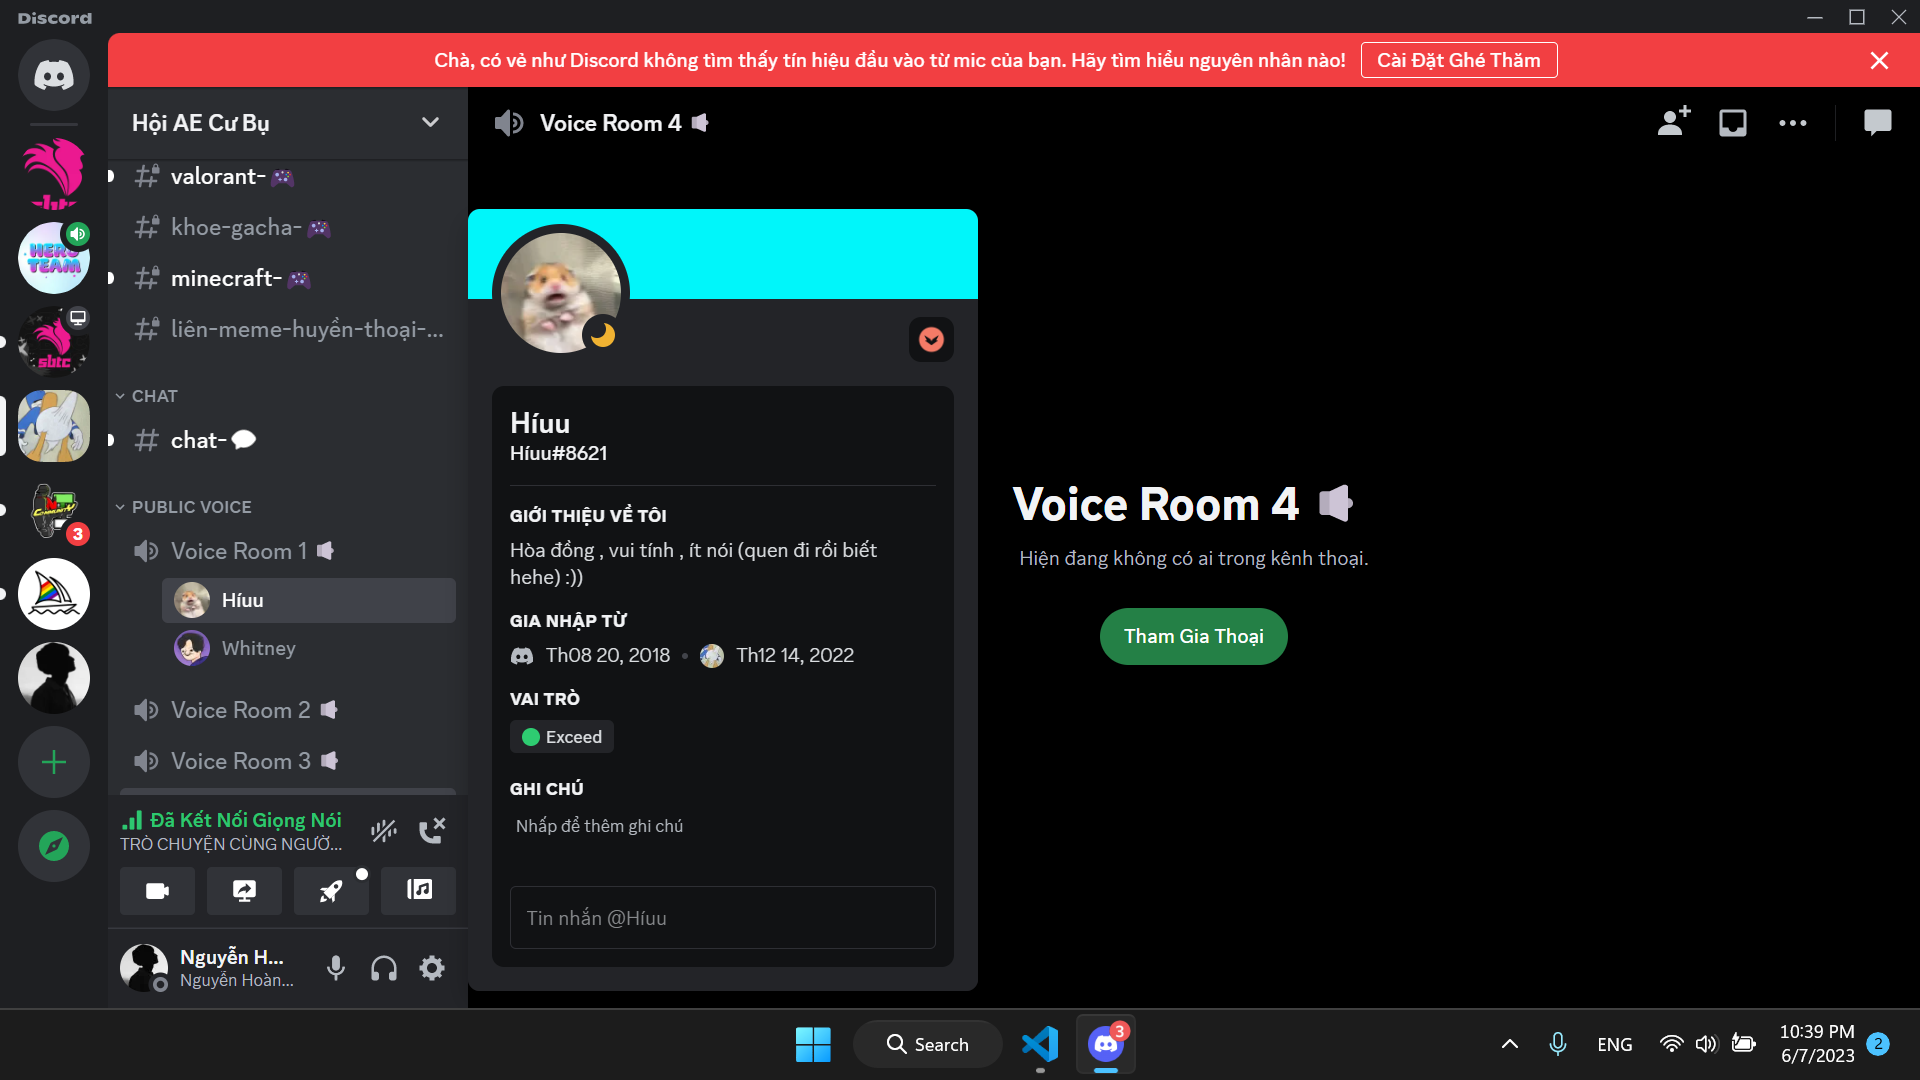 Discord
Chà, có vẻ như Discord không tìm thấy tín hiệu đầu vào từ mic của bạn. Hãy tìm hiểu nguyên nhân nào!
Cài Đặt Ghé Thăm
Hội AE Cư Bụ
Voice Room 4
valorant-
khoe-gacha-
minecraft-
liên-meme-huyền-thoại-...
CHAT
chat-
PUBLIC VOICE
Voice Room 1
Híuu
Whitney
Voice Room 2
Voice Room 3
HERO
TEAM
sbtc
3
Đã Kết Nối Giọng Nói
TRÒ CHUYỆN CÙNG NGƯỜ...
Nguyễn H...
Nguyễn Hoàn...
Híuu
Híuu#8621
GIỚI THIỆU VỀ TÔI
Hòa đồng , vui tính , ít nói (quen đi rồi biết
hehe) :))
GIA NHẬP TỪ
Th08 20, 2018 • Th12 14, 2022
VAI TRÒ
Exceed
GHI CHÚ
Nhấp để thêm ghi chú
Tin nhắn @Híuu
Voice Room 4
Hiện đang không có ai trong kênh thoại.
Tham Gia Thoại
Search
3
ENG
10:39 PM
6/7/2023
2